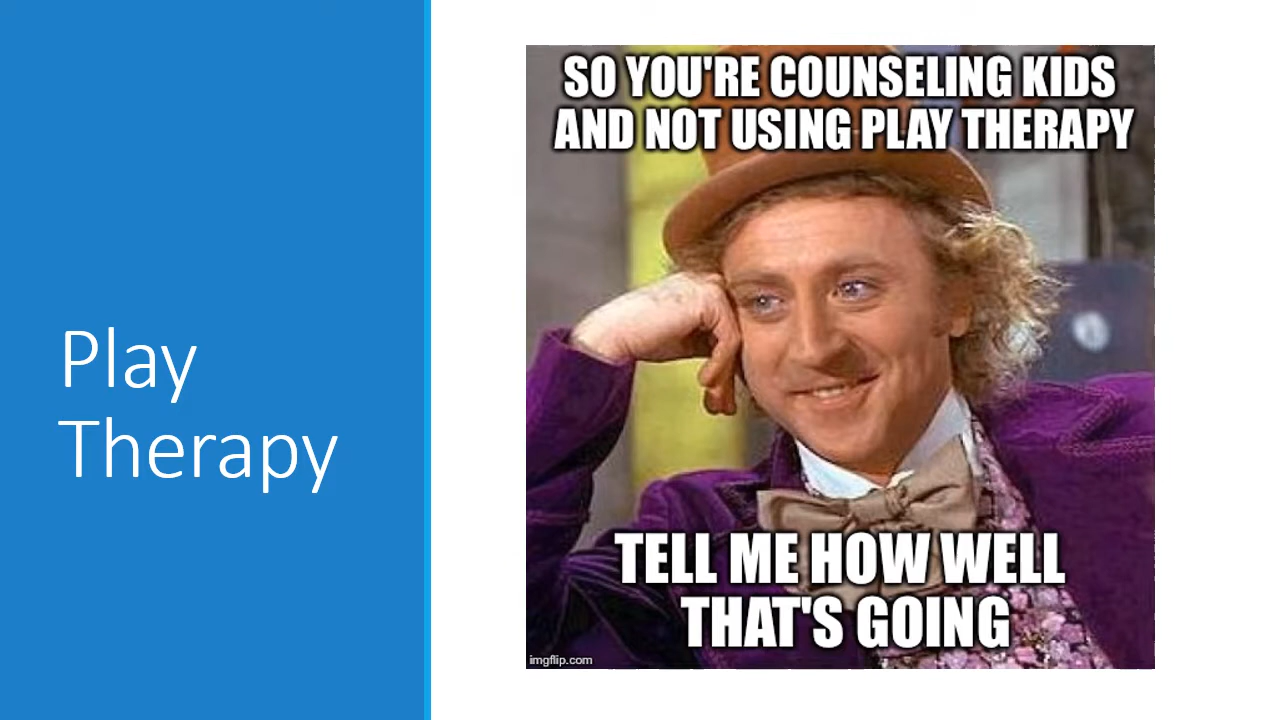 Play
Therapy
SO YOU'RE COUNSELING KIDS
AND NOT USING PLAY THERAPY
TELL ME HOW WELL
THAT'S GOING
imgflip.com